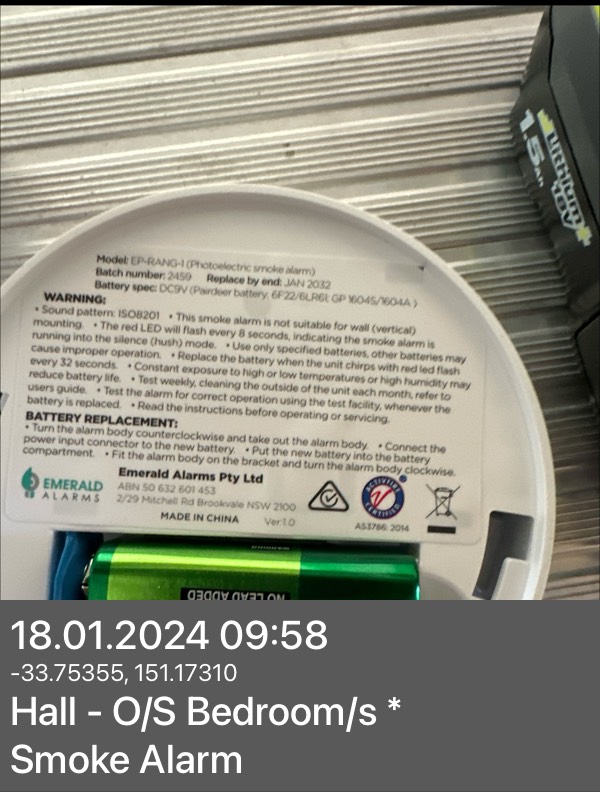 LITHIUM+
1.5Ah 18V
Model: EP-RANG-1 (Photoelectric smoke alarm)
Batch number: 2459 Replace by end: JAN 2032
Battery spec: DC9V (Pairdeer battery, 6F22/6LR61; GP 1604S/1604A )
WARNING:
• Sound pattern: ISO8201 • This smoke alarm is not suitable for wall (vertical)
mounting. • The red LED will flash every 8 seconds, indicating the smoke alarm is
running into the silence (hush) mode. • Use only specified batteries, other batteries may
cause improper operation. • Replace the battery when the unit chirps with red led flash
every 32 seconds. • Constant exposure to high or low temperatures or high humidity may
reduce battery life. • Test weekly, cleaning the outside of the unit each month, refer to
users guide. • Test the alarm for correct operation using the test facility, whenever the
battery is replaced. • Read the instructions before operating or servicing.
BATTERY REPLACEMENT:
• Turn the alarm body counterclockwise and take out the alarm body. • Connect the
power input connector to the new battery. • Put the new battery into the battery
compartment. • Fit the alarm body on the bracket and turn the alarm body clockwise.
EMERALD
ALARMS
Emerald Alarms Pty Ltd
ABN 50 632 601 453
2/29 Mitchell Rd Brookvale NSW 2100
MADE IN CHINA Ver:1.0
ACTIVFIRE
CERTIFIED
AS3786: 2014
NO LEAD ADDED
18.01.2024 09:58
-33.75355, 151.17310
Hall - O/S Bedroom/s *
Smoke Alarm